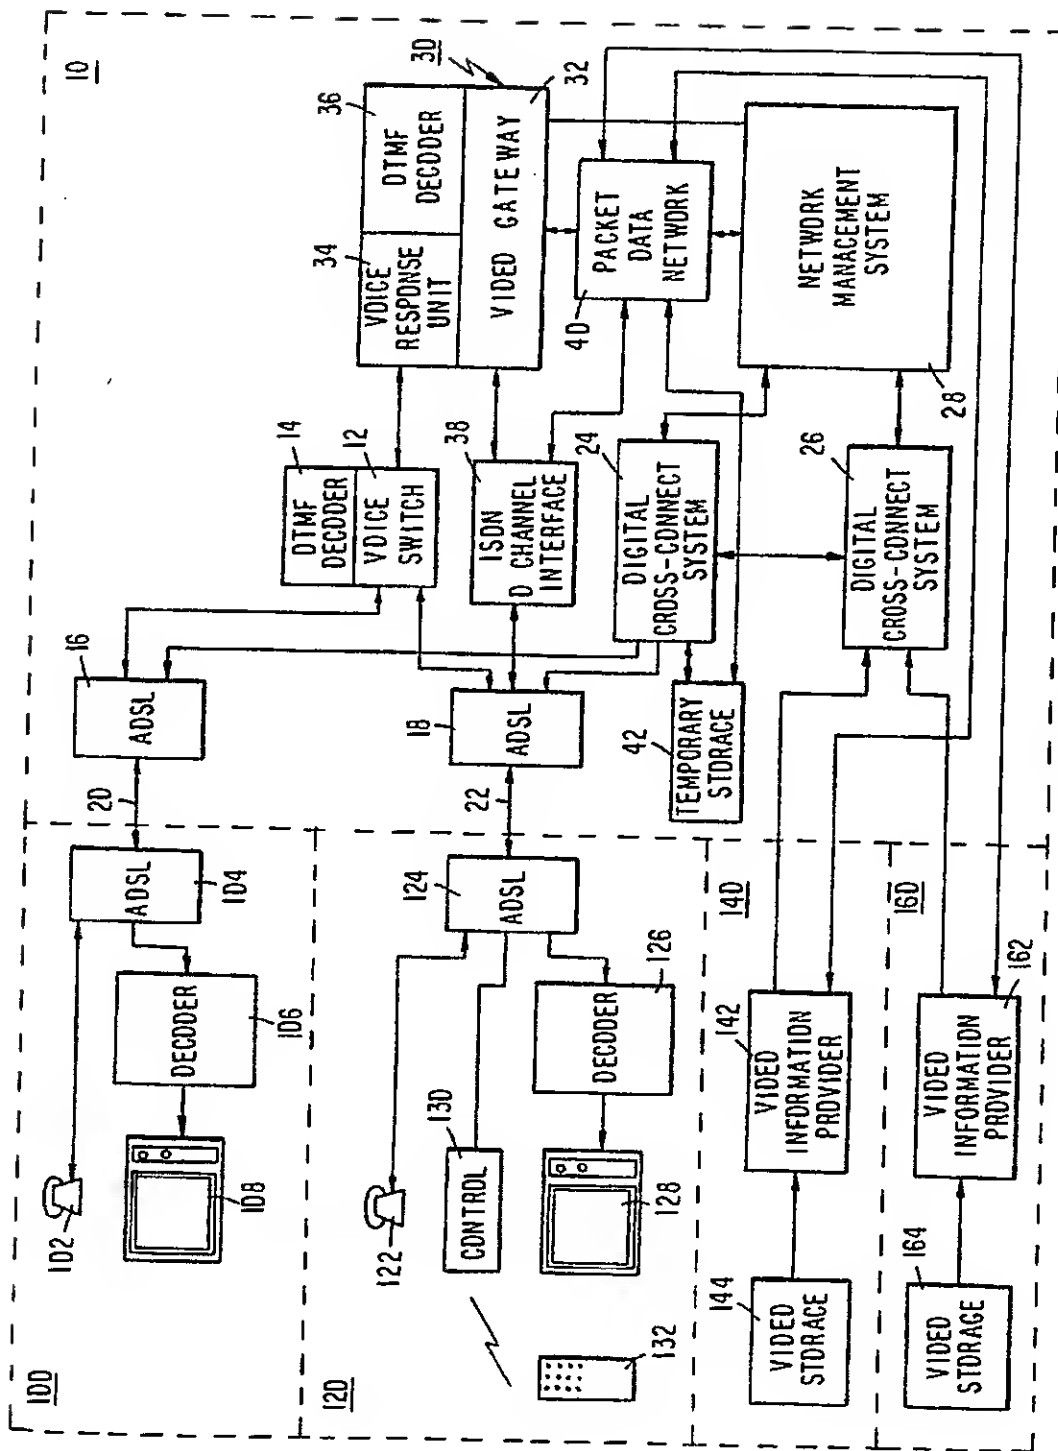 10
100
102
108
DECODER
106
ADSL
104
120
ADSL
16
DTMF
DECODER
14
VOICE
SWITCH
12
VOICE
RESPONSE
UNIT
34
DTMF
DECODER
36
VIDEO GATEWAY
32
30
120
122
CONTROL
130
132
128
DECODER
126
ADSL
124
22
ADSL
18
ISDN
D CHANNEL
INTERFACE
38
DIGITAL
CROSS-CONNECT
SYSTEM
24
TEMPORARY
STORAGE
42
PACKET
DATA
NETWORK
40
NETWORK
MANAGEMENT
SYSTEM
28
DIGITAL
CROSS-CONNECT
SYSTEM
26
140
VIDEO
STORAGE
144
VIDEO
INFORMATION
PROVIDER
142
160
VIDEO
STORAGE
164
VIDEO
INFORMATION
PROVIDER
162